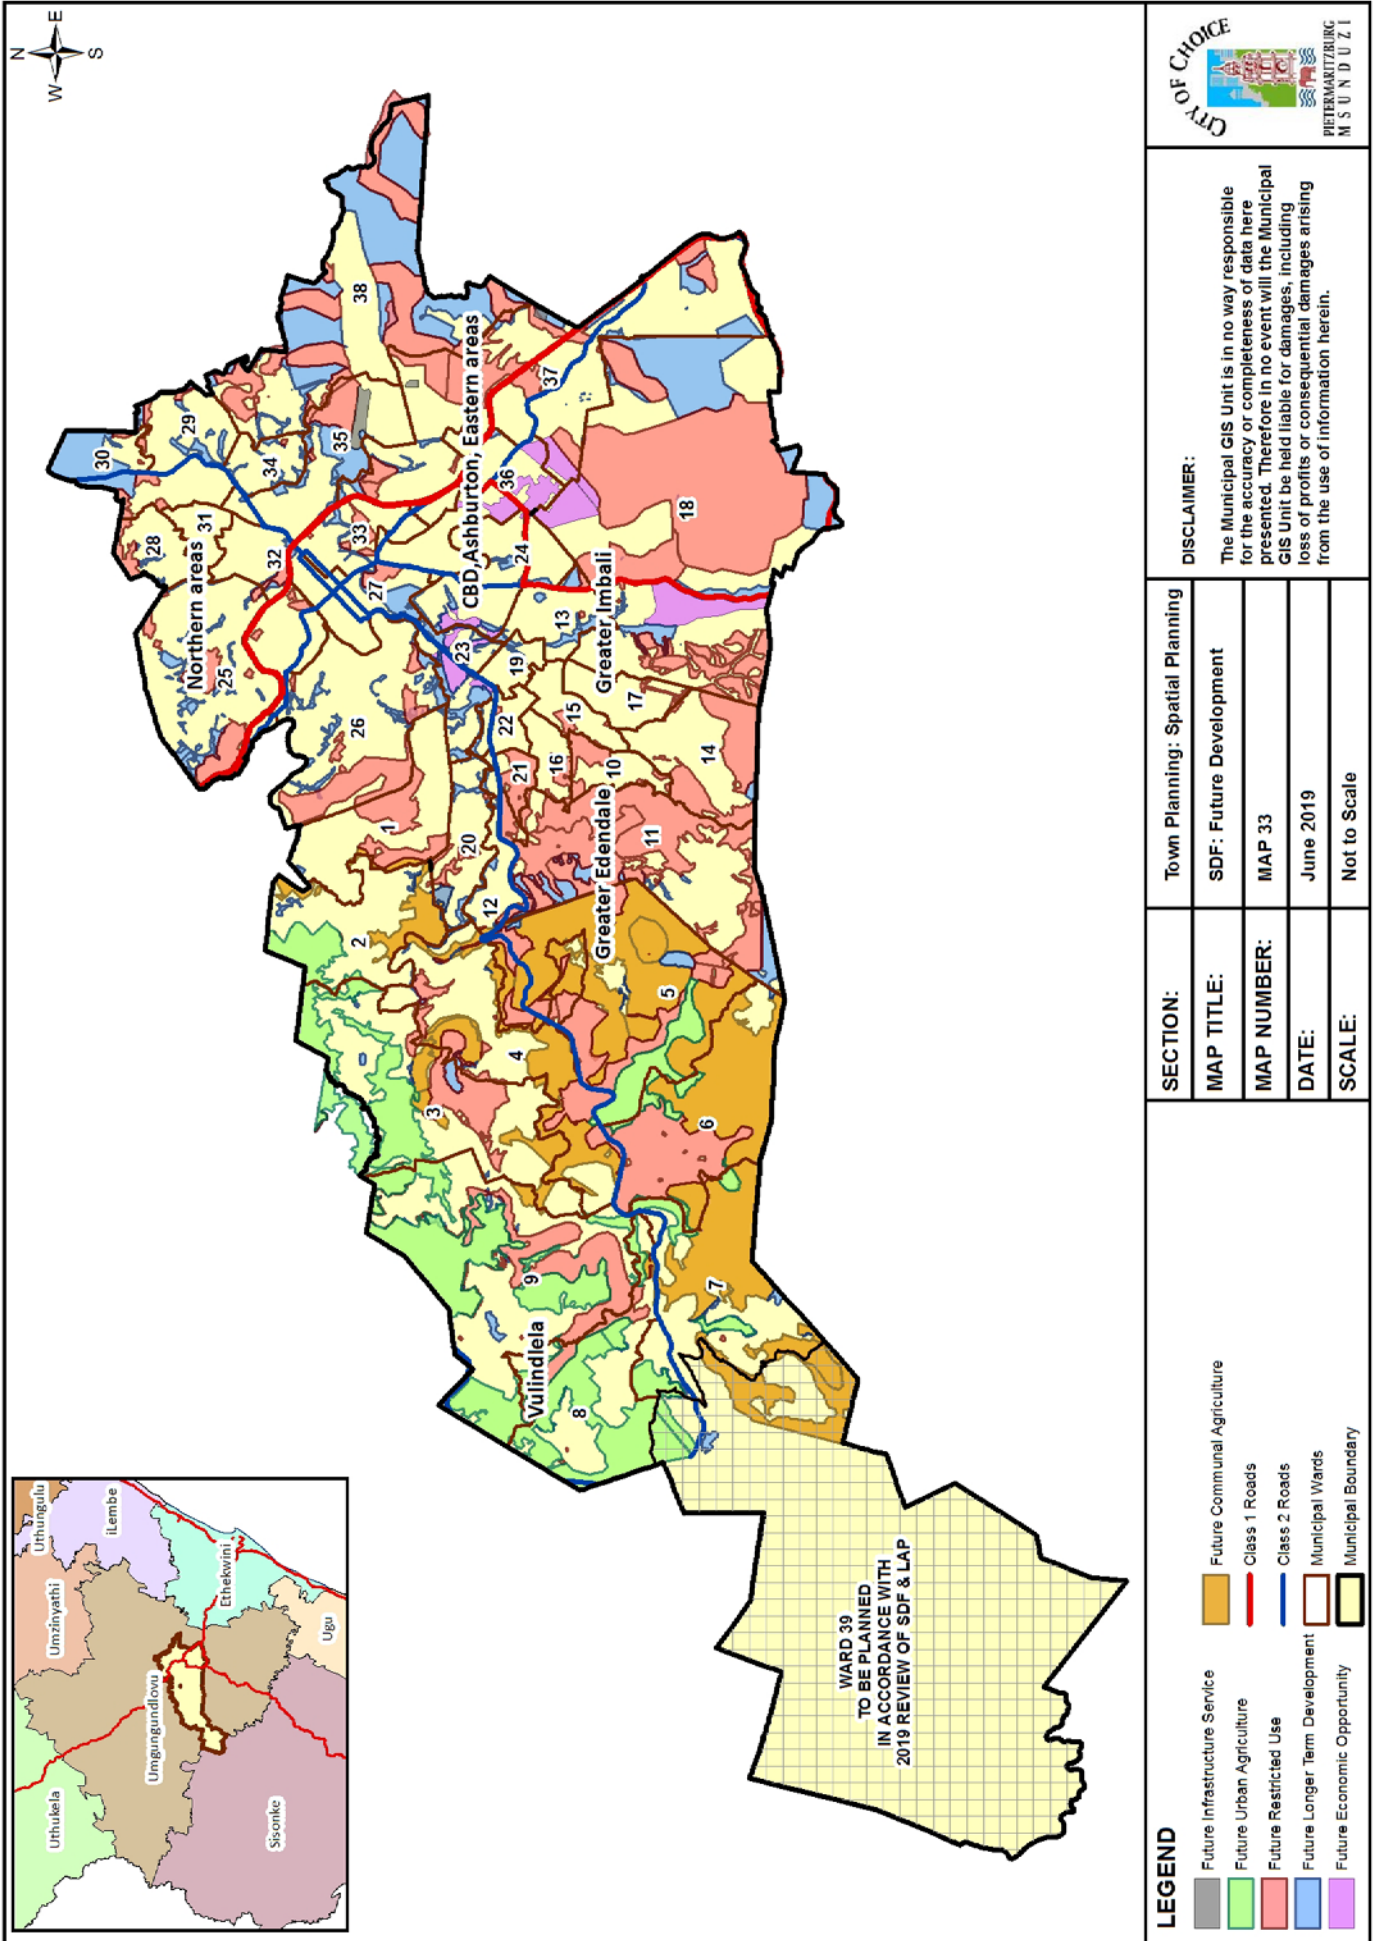 N
W
E
S
Uthukela
Umzinyathi
Uthungulu
iLembe
Umgungundlovu
Ethekwini
Sisonke
Ugu
Northern areas
CBD,Ashburton, Eastern areas
Greater Imbali
Greater Edendale
Vulindlela
WARD 39
TO BE PLANNED
IN ACCORDANCE WITH
2019 REVIEW OF SDF & LAP
1
2
3
4
5
6
7
8
9
10
11
12
13
14
15
16
17
18
19
20
21
22
23
24
25
26
27
28
29
30
31
32
33
34
35
36
37
38
LEGEND
Future Infrastructure Service
Future Urban Agriculture
Future Restricted Use
Future Longer Term Development
Future Economic Opportunity
Future Communal Agriculture
Class 1 Roads
Class 2 Roads
Municipal Wards
Municipal Boundary
SECTION:
Town Planning: Spatial Planning
MAP TITLE:
SDF: Future Development
MAP NUMBER:
MAP 33
DATE:
June 2019
SCALE:
Not to Scale
DISCLAIMER:
The Municipal GIS Unit is in no way responsible
for the accuracy or completeness of data here
presented. Therefore in no event will the Municipal
GIS Unit be held liable for damages, including
loss of profits or consequential damages arising
from the use of information herein.
CITY OF CHOICE
PIETERMARITZBURG
MSUNDUZI